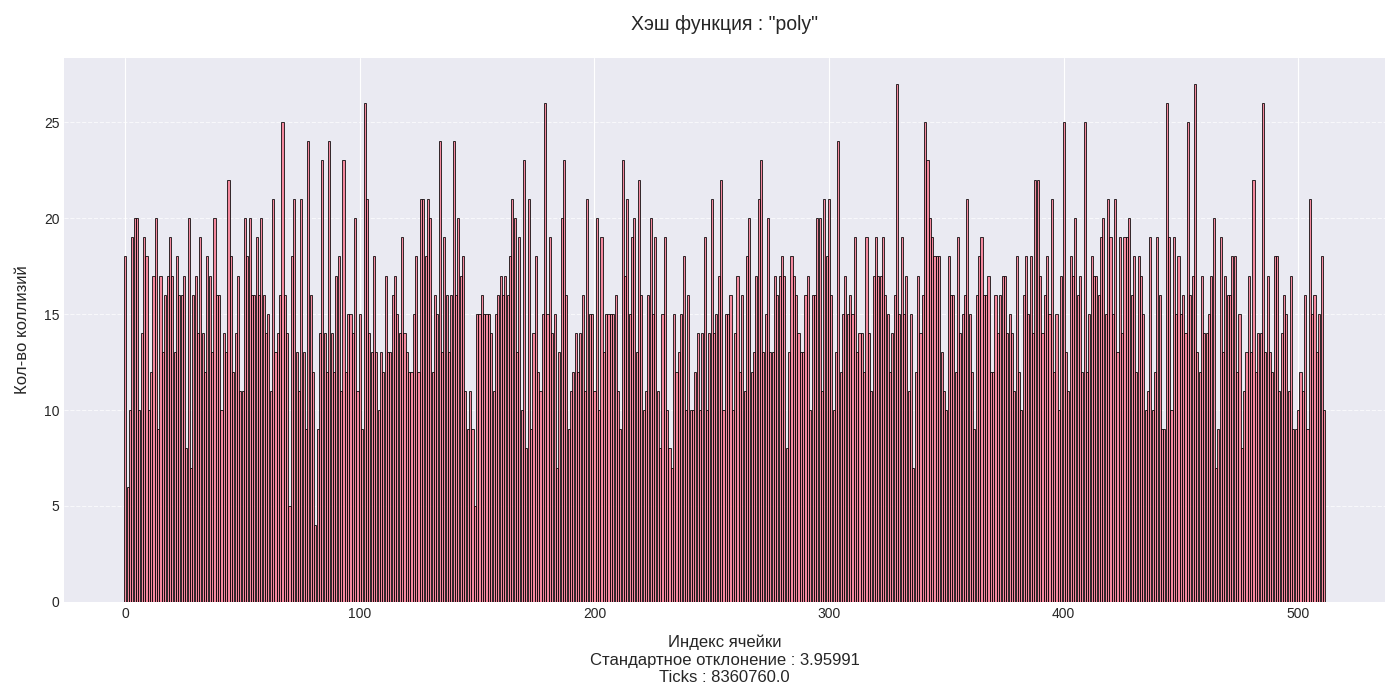 Хэш функция : "poly"
Кол-во коллизий
25
20
15
10
5
0
0 100 200 300 400 500
Индекс ячейки
Стандартное отклонение : 3.95991
Ticks : 8360760.0